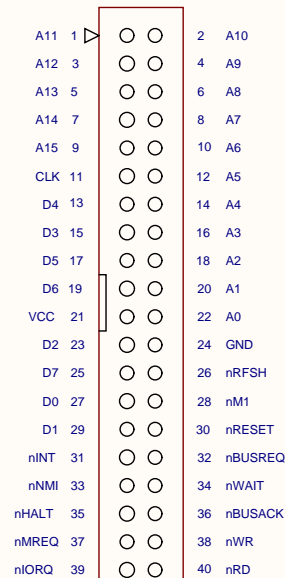 A11 1 2 A10
A12 3 4 A9
A13 5 6 A8
A14 7 8 A7
A15 9 10 A6
CLK 11 12 A5
D4 13 14 A4
D3 15 16 A3
D5 17 18 A2
D6 19 20 A1
VCC 21 22 A0
D2 23 24 GND
D7 25 26 nRFSH
D0 27 28 nM1
D1 29 30 nRESET
nINT 31 32 nBUSREQ
nNMI 33 34 nWAIT
nHALT 35 36 nBUSACK
nMREQ 37 38 nWR
nIORQ 39 40 nRD